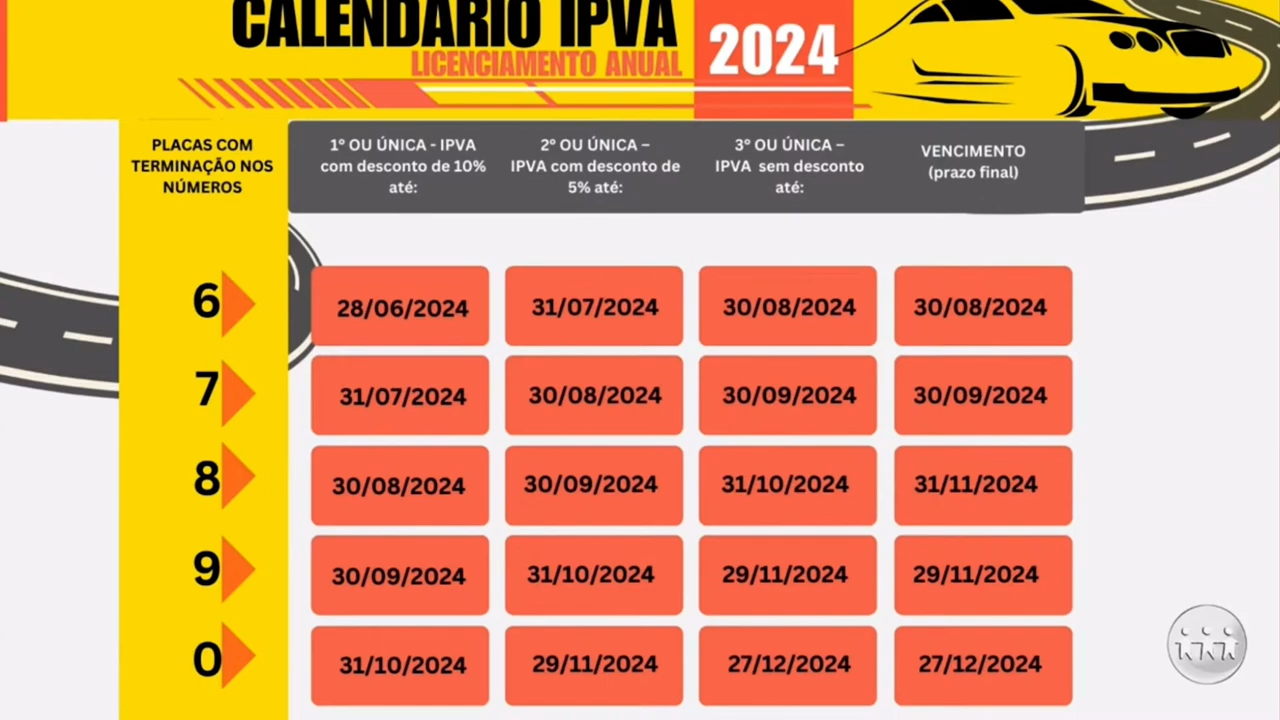 CALENDÁRIO IPVA
LICENCIAMENTO ANUAL
2024
PLACAS COM
TERMINAÇÃO NOS
NÚMEROS
1º OU ÚNICA - IPVA
com desconto de 10%
até:
2º OU ÚNICA –
IPVA com desconto de
5% até:
3º OU ÚNICA –
IPVA sem desconto
até:
VENCIMENTO
(prazo final)
6 28/06/2024 31/07/2024 30/08/2024 30/08/2024
7 31/07/2024 30/08/2024 30/09/2024 30/09/2024
8 30/08/2024 30/09/2024 31/10/2024 31/11/2024
9 30/09/2024 31/10/2024 29/11/2024 29/11/2024
0 31/10/2024 29/11/2024 27/12/2024 27/12/2024